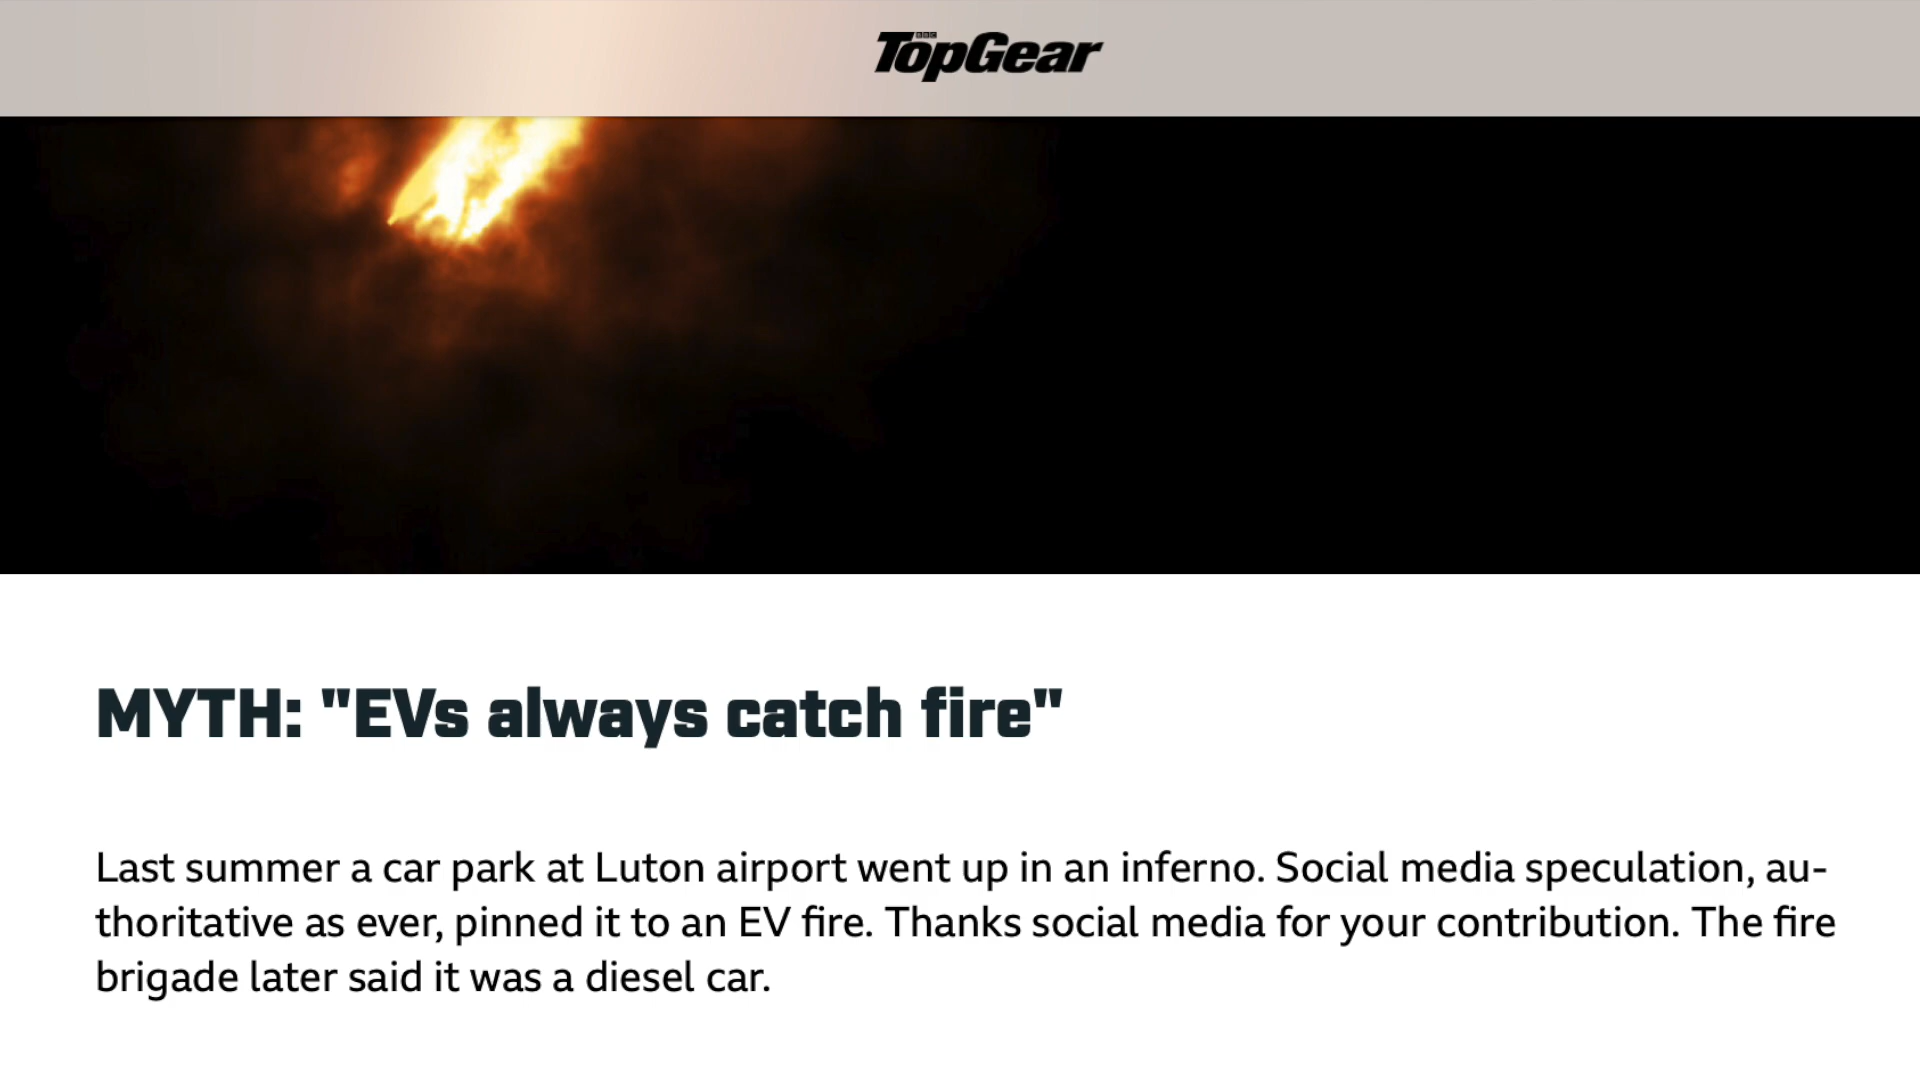 BBC
TopGear
MYTH: "EVs always catch fire"
Last summer a car park at Luton airport went up in an inferno. Social media speculation, au-
thoritative as ever, pinned it to an EV fire. Thanks social media for your contribution. The fire
brigade later said it was a diesel car.